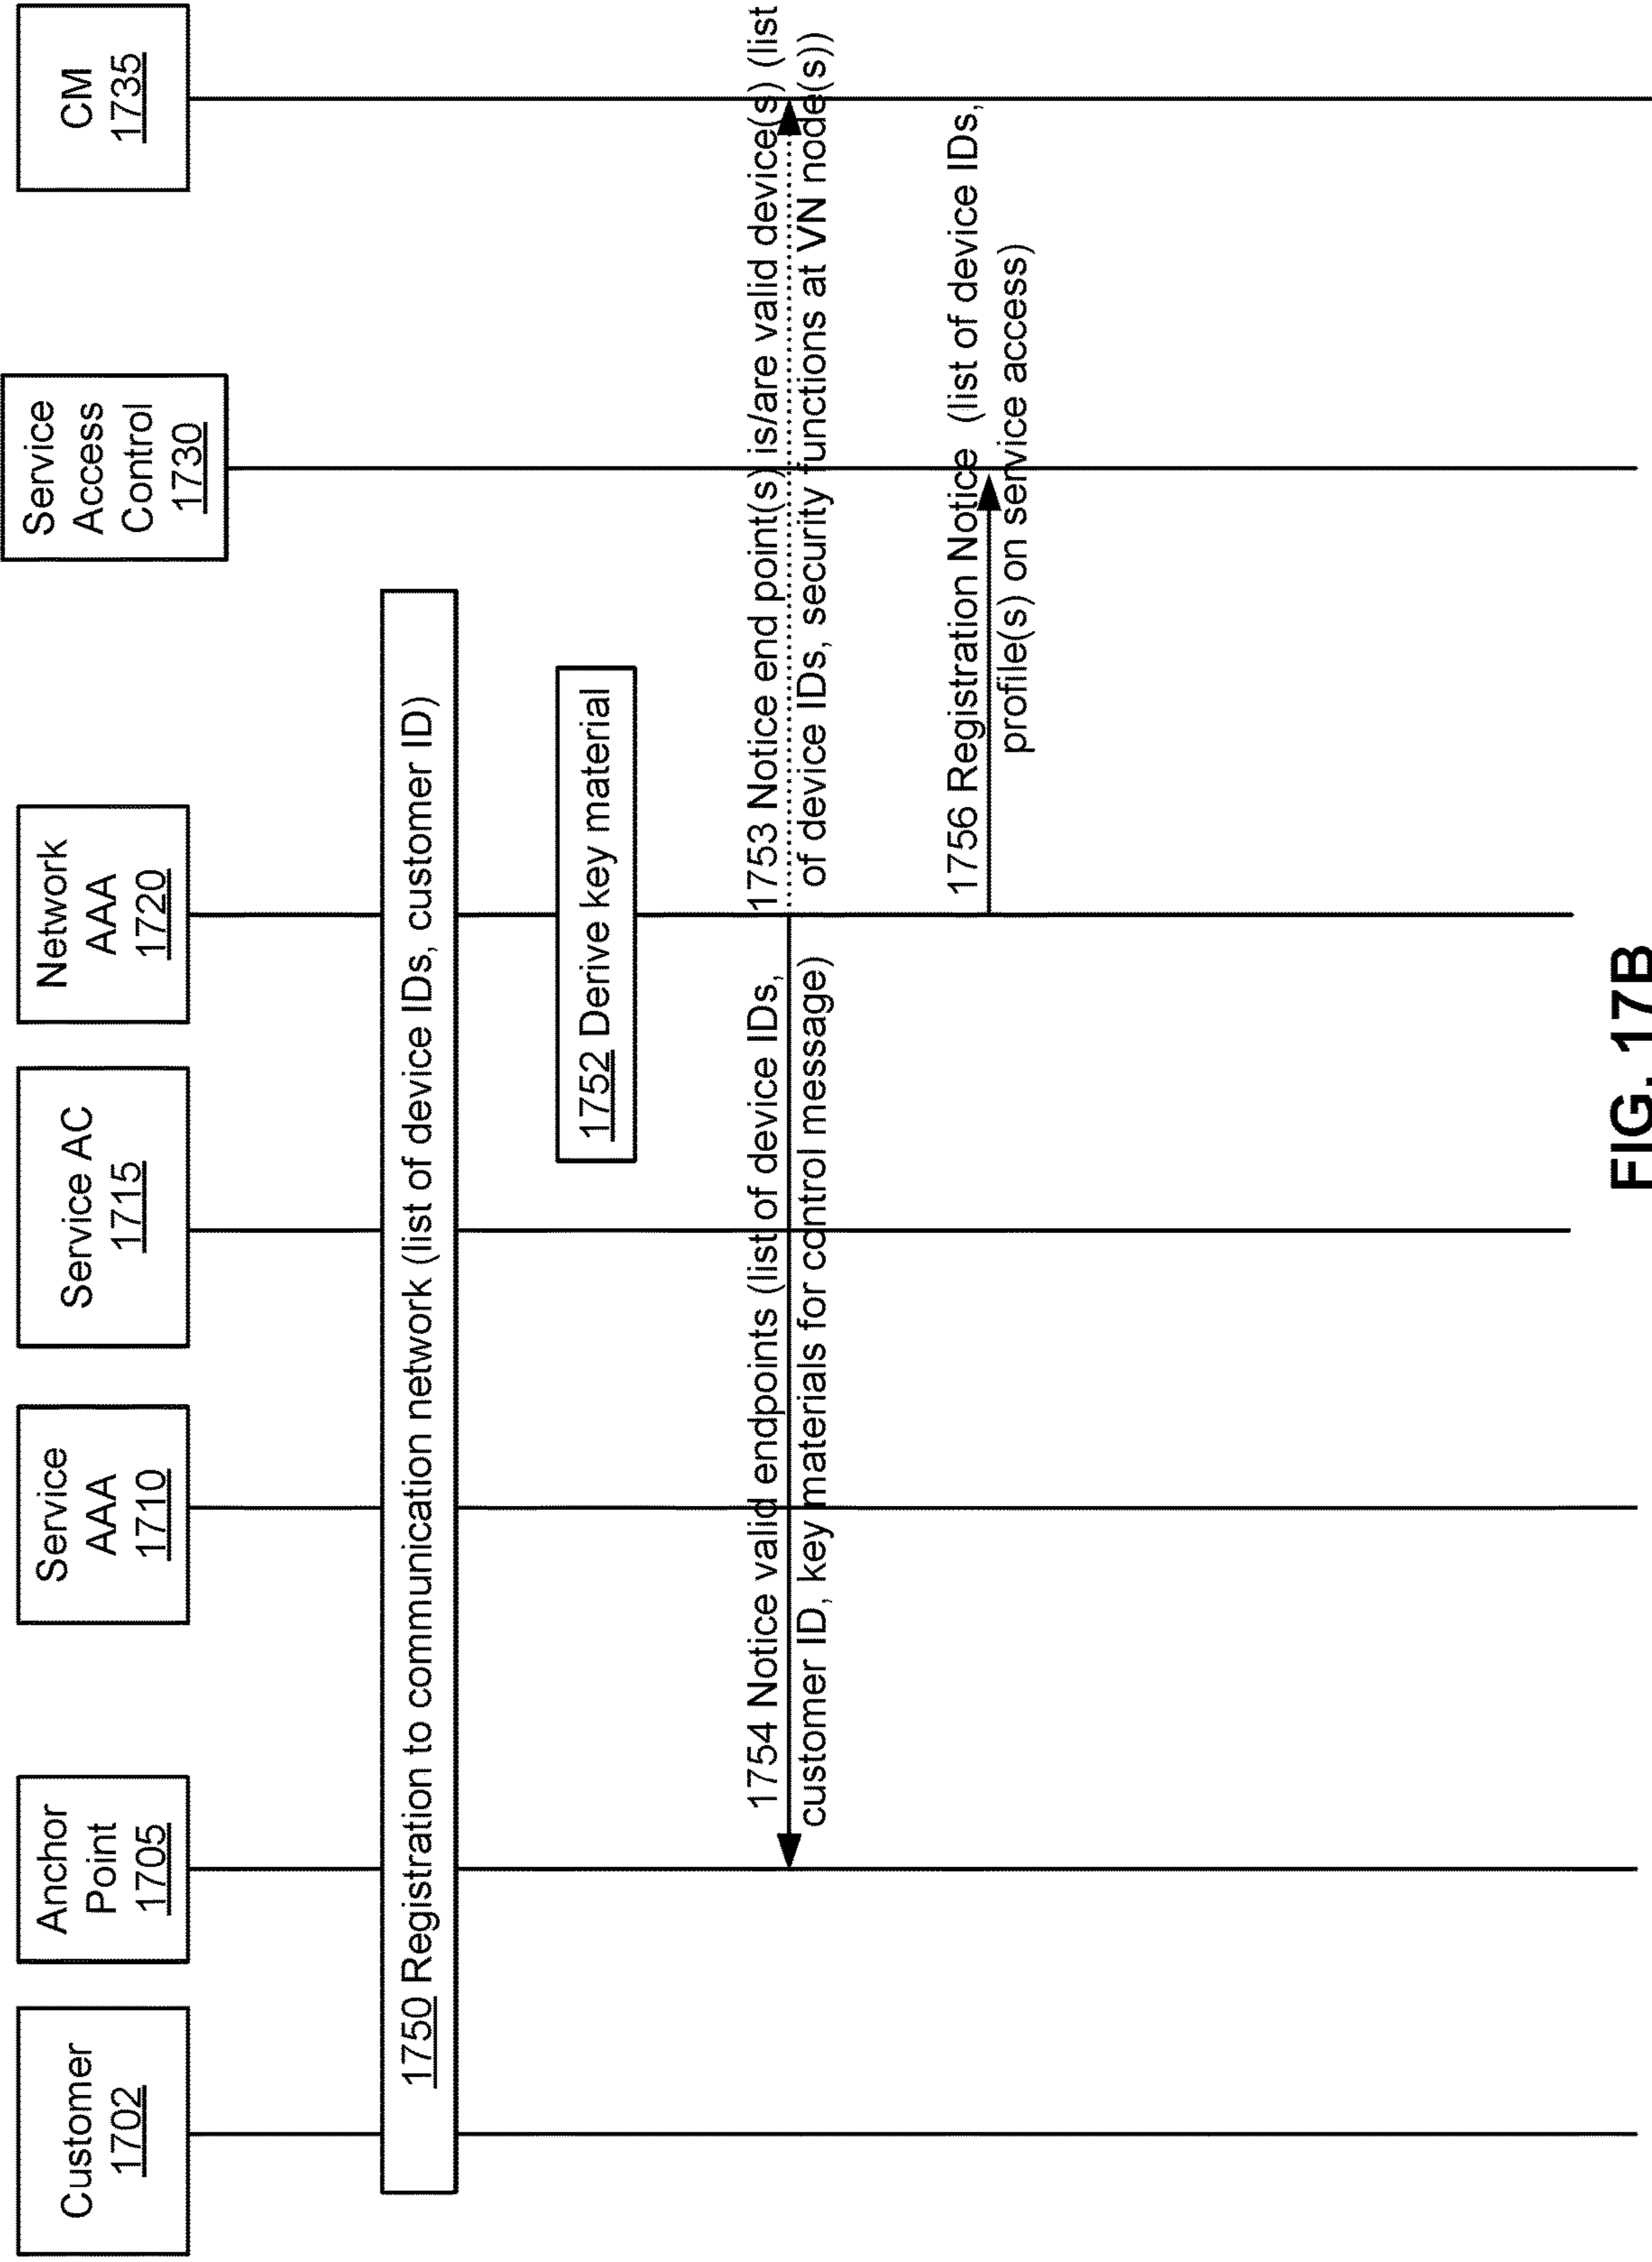 Customer
1702
Anchor
Point
1705
Service
AAA
1710
Service AC
1715
Network
AAA
1720
Service
Access
Control
1730
CM
1735
1750 Registration to communication network (list of device IDs, customer ID)
1752 Derive key material
1753 Notice end point(s) is/are valid device(s) (list
of device IDs, security functions at VN node(s))
1754 Notice valid endpoints (list of device IDs,
customer ID, key materials for control message)
1756 Registration Notice (list of device IDs,
profile(s) on service access)
FIG. 17B